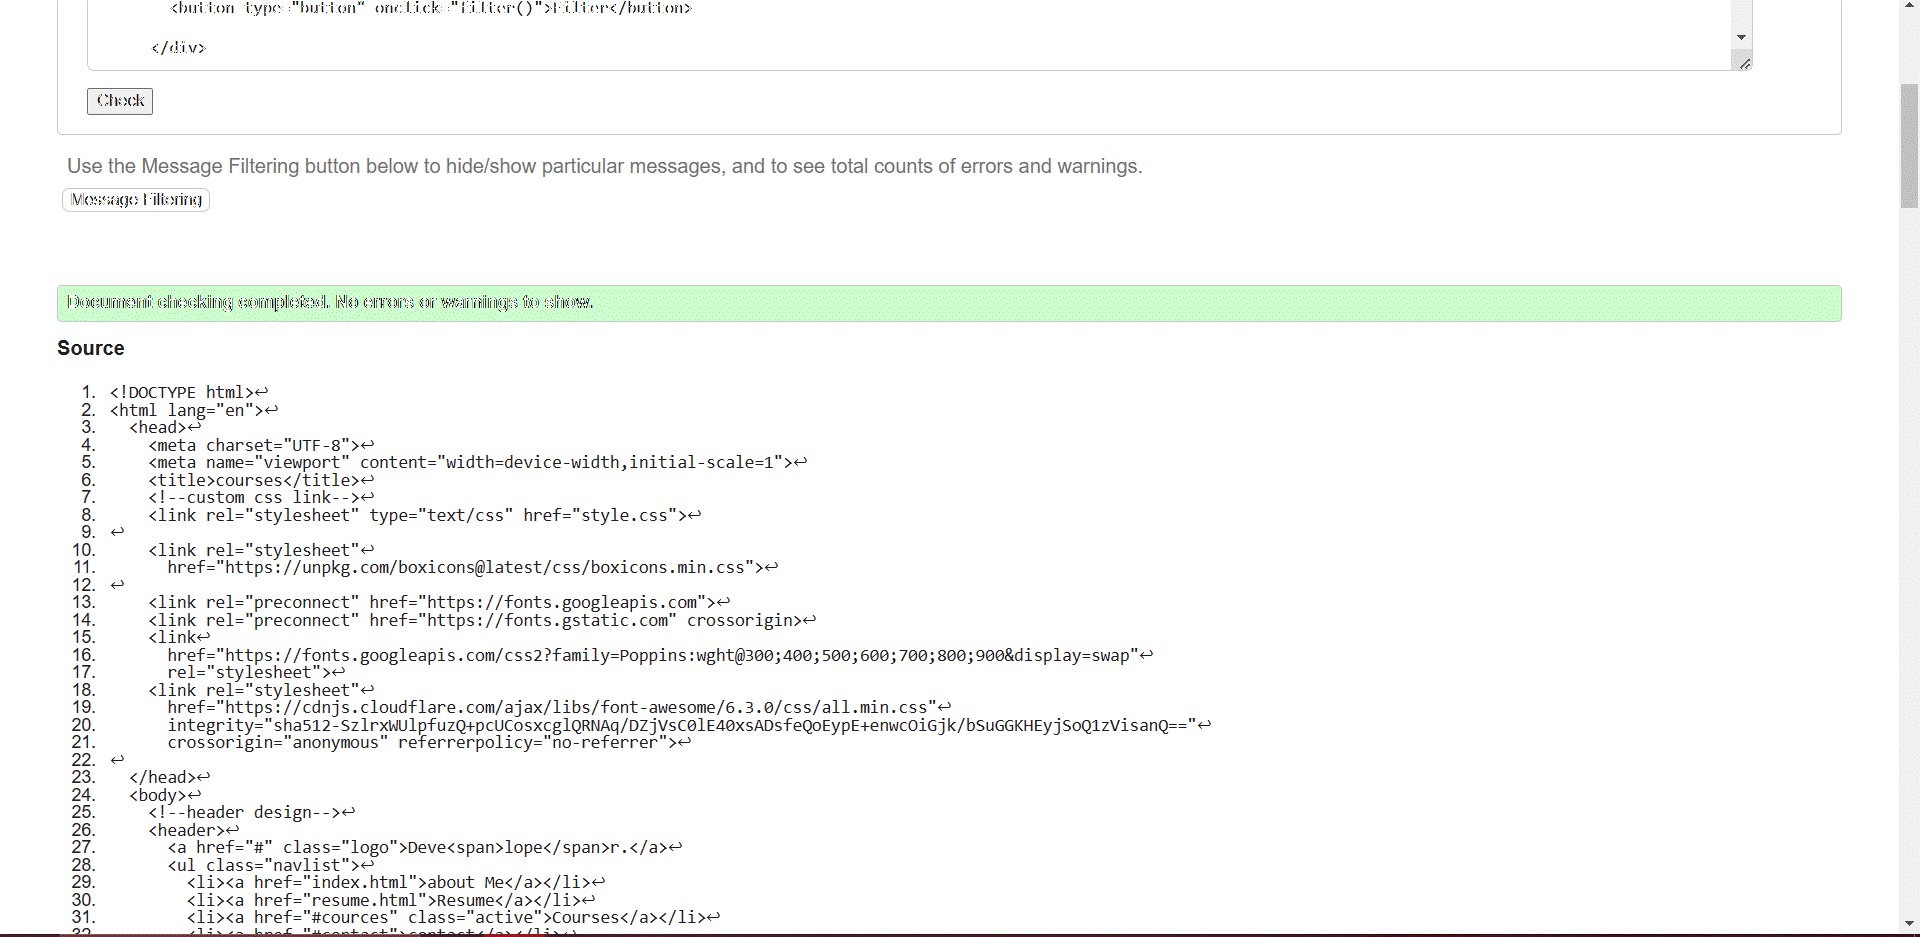 <button type="button" onclick="filter()">Filter</button>
</div>
Check
Use the Message Filtering button below to hide/show particular messages, and to see total counts of errors and warnings.
Message Filtering
Document checking completed. No errors or warnings to show.
Source
1. <!DOCTYPE html>↩
2. <html lang="en">↩
3. <head>↩
4. <meta charset="UTF-8">↩
5. <meta name="viewport" content="width=device-width,initial-scale=1">↩
6. <title>courses</title>↩
7. <!--custom css link-->↩
8. <link rel="stylesheet" type="text/css" href="style.css">↩
9. ↩
10. <link rel="stylesheet"↩
11. href="https://unpkg.com/boxicons@latest/css/boxicons.min.css">↩
12. ↩
13. <link rel="preconnect" href="https://fonts.googleapis.com">↩
14. <link rel="preconnect" href="https://fonts.gstatic.com" crossorigin>↩
15. <link↩
16. href="https://fonts.googleapis.com/css2?family=Poppins:wght@300;400;500;600;700;800;900&display=swap"↩
17. rel="stylesheet">↩
18. <link rel="stylesheet"↩
19. href="https://cdnjs.cloudflare.com/ajax/libs/font-awesome/6.3.0/css/all.min.css"↩
20. integrity="sha512-SzlrxWUlpfuzQ+pcUCosxcglQRNAq/DZjVsC0lE40xsADsfeQoEypE+enwcOiGjk/bSuGGKHEyjSoQ1zVisanQ=="↩
21. crossorigin="anonymous" referrerpolicy="no-referrer">↩
22. ↩
23. </head>↩
24. <body>↩
25. <!--header design-->↩
26. <header>↩
27. <a href="#" class="logo">Deve<span>lope</span>r.</a>↩
28. <ul class="navlist">↩
29. <li><a href="index.html">about Me</a></li>↩
30. <li><a href="resume.html">Resume</a></li>↩
31. <li><a href="#cources" class="active">Courses</a></li>↩
32. <li><a href="#contact">contact</a></li>↩